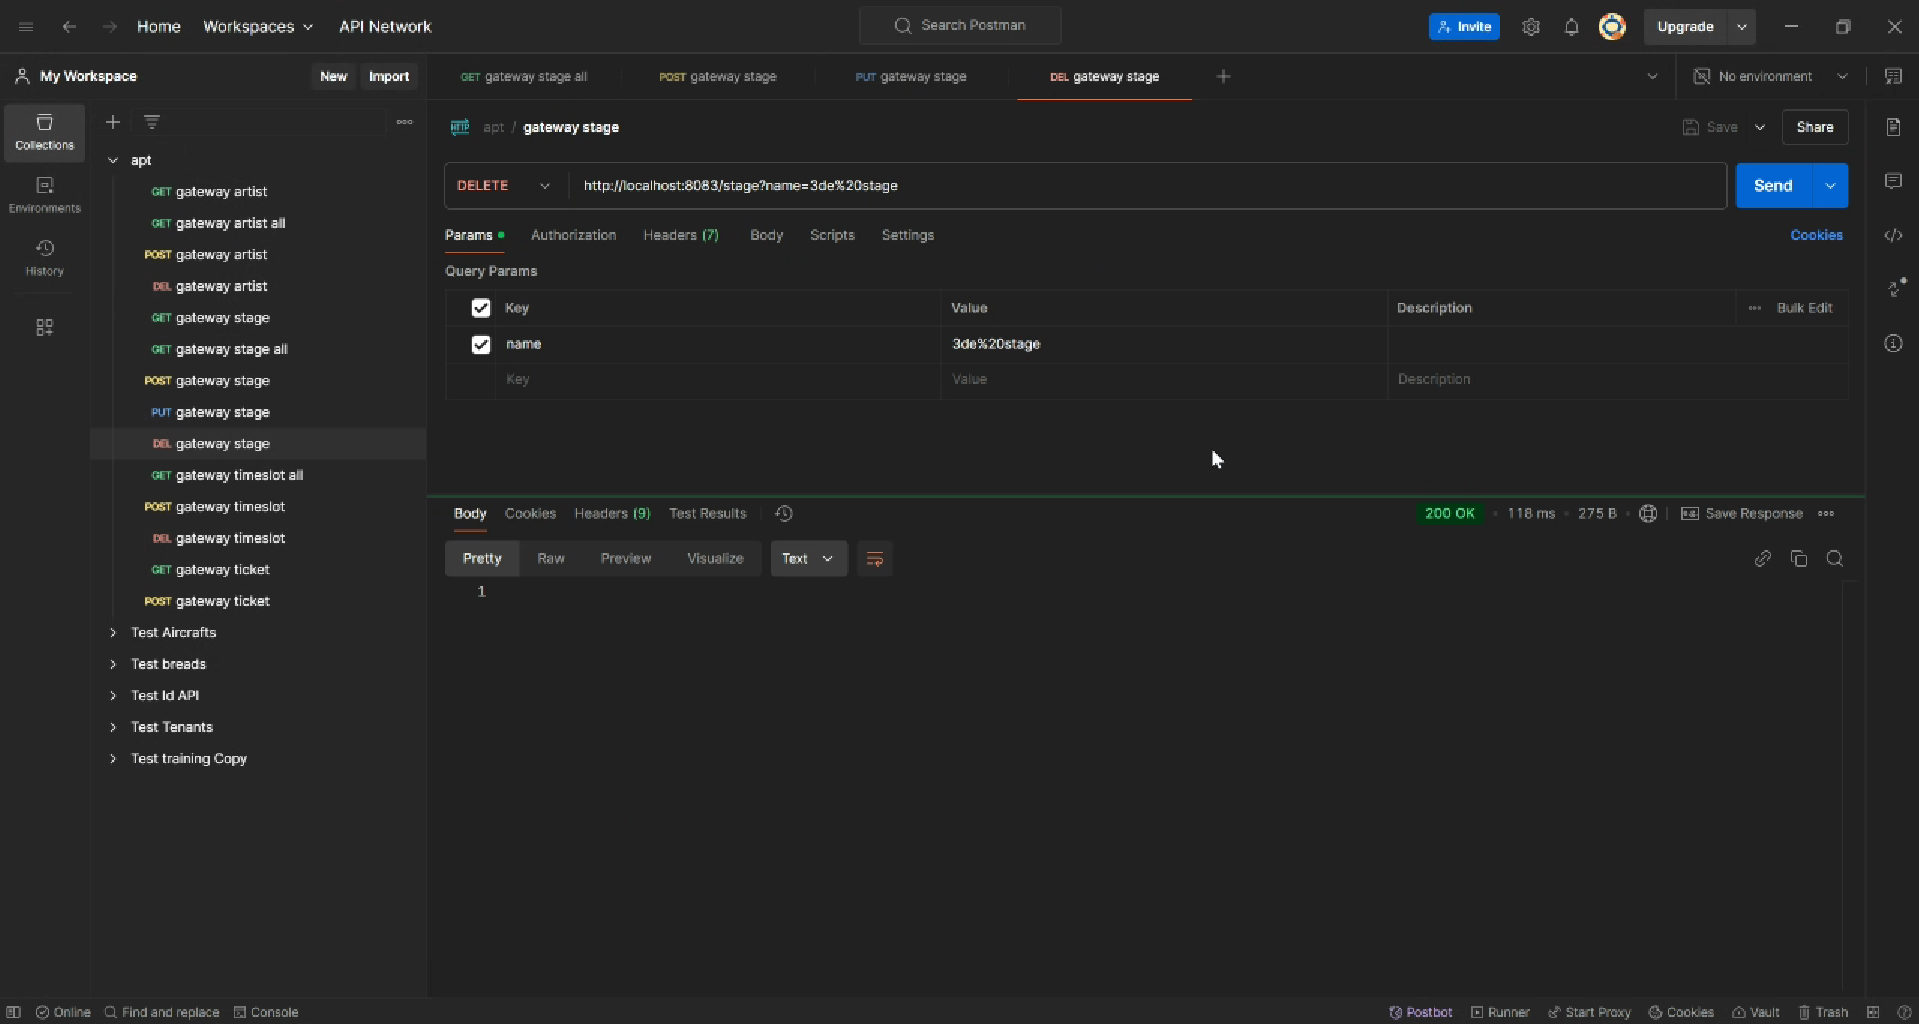 Home Workspaces API Network Search Postman Invite Upgrade
My Workspace New Import GET gateway stage all POST gateway stage PUT gateway stage DEL gateway stage No environment
Collections
Environments
History
apt
GET gateway artist
GET gateway artist all
POST gateway artist
DEL gateway artist
GET gateway stage
GET gateway stage all
POST gateway stage
PUT gateway stage
DEL gateway stage
GET gateway timeslot all
POST gateway timeslot
DEL gateway timeslot
GET gateway ticket
POST gateway ticket
Test Aircrafts
Test breads
Test Id API
Test Tenants
Test training Copy
HTTP apt / gateway stage Save Share
DELETE http://localhost:8083/stage?name=3de%20stage Send
Params Authorization Headers (7) Body Scripts Settings Cookies
Query Params
Key Value Description Bulk Edit
name 3de%20stage
Key Value Description
Body Cookies Headers (9) Test Results 200 OK 118 ms 275 B Save Response
Pretty Raw Preview Visualize Text
1
Online Find and replace Console Postbot Runner Start Proxy Cookies Vault Trash